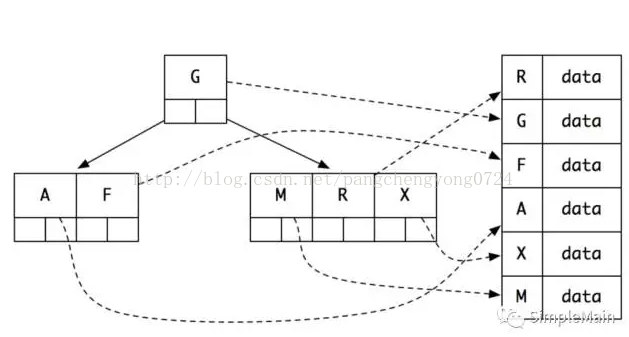 G
A F
M R X
R data
G data
F data
A data
X data
M data
http://blog.csdn.net/pangchengyong0724
SimpleMain